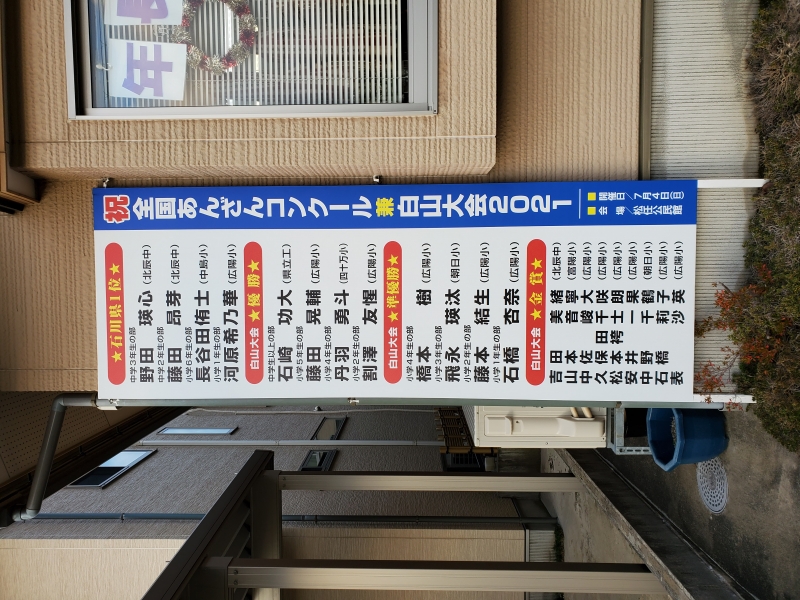 祝全国あんざんコンクール兼白山大会2021
■開催日／7月4日(日)
■会　場／松任公民館
★石川県1位★
中学3年生の部
野田　瑛心(北辰中)
中学2年生の部
藤田　昂芽(北辰中)
小学6年生の部
長谷田侑士(中島小)
小学2年生の部
河原希乃華(広陽小)
白山大会★優勝★
中学生以上の部
石崎　功大(県立工)
小学5年生の部
藤田　晃輔(広陽小)
小学4年生の部
丹羽　勇斗(四十万小)
小学2年生の部
割澤　友惺(広陽小)
白山大会★準優勝★
小学4年生の部
橋本　樹(広陽小)
小学3年生の部
飛永　瑛汰(朝日小)
小学2年生の部
藤本　結生(広陽小)
小学1年生の部
石橋　杏奈(広陽小)
白山大会★金賞★
吉田　美緒(北辰中)
山本　音寧(富陽小)
中佐　峻大(広陽小)
久保田千咲(広陽小)
松本袴士朗(広陽小)
安井　一果(広陽小)
中野　千鶴(朝日小)
石橋　莉子(広陽小)
表　沙英(広陽小)
年